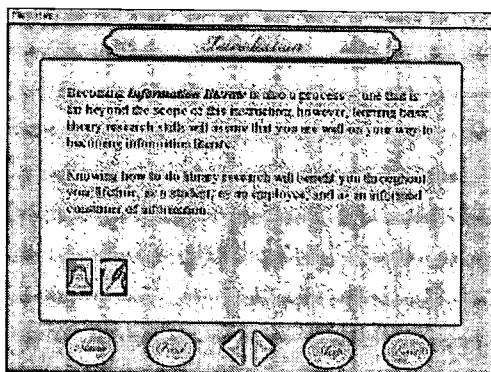 Introduction
Becoming information literate is also a process – one that is
far beyond the scope of this instruction, however, learning basic
library research skills will assure that you are well on your way to
becoming information literate.
Knowing how to do library research will benefit you throughout
your lifetime, as a student, as an employee, and as an informed
consumer of information.
Map